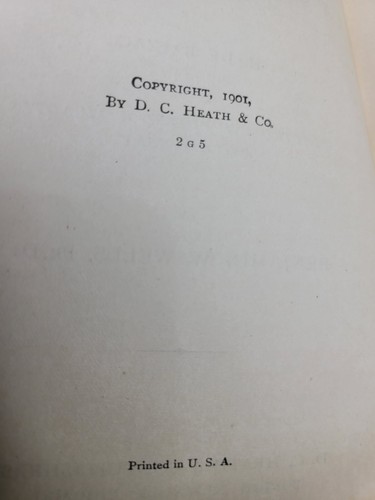 COPYRIGHT, 1901,
BY D. C. HEATH & CO.
2 G 5
Printed in U. S. A.